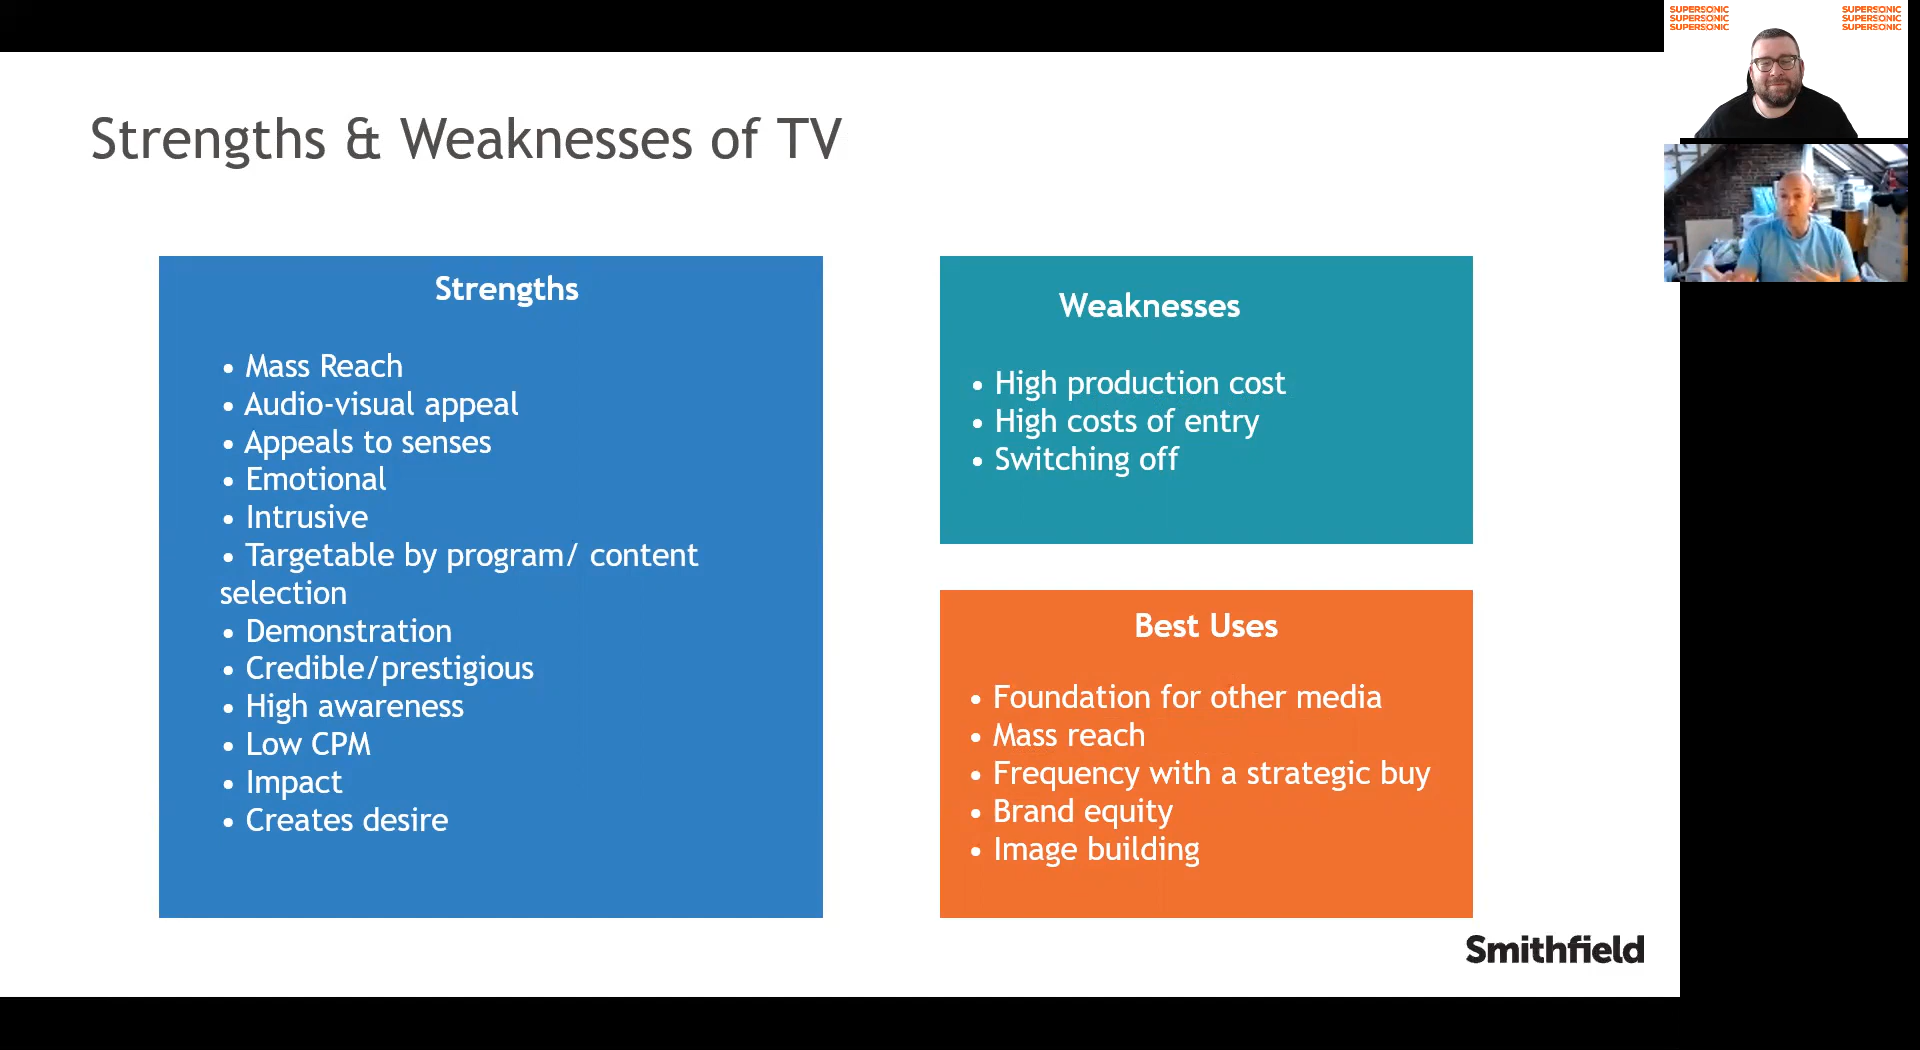 SUPERSONIC SUPERSONIC
SUPERSONIC SUPERSONIC
SUPERSONIC SUPERSONIC
Strengths & Weaknesses of TV
Strengths
• Mass Reach
• Audio-visual appeal
• Appeals to senses
• Emotional
• Intrusive
• Targetable by program/ content
selection
• Demonstration
• Credible/prestigious
• High awareness
• Low CPM
• Impact
• Creates desire
Weaknesses
• High production cost
• High costs of entry
• Switching off
Best Uses
• Foundation for other media
• Mass reach
• Frequency with a strategic buy
• Brand equity
• Image building
Smithfield